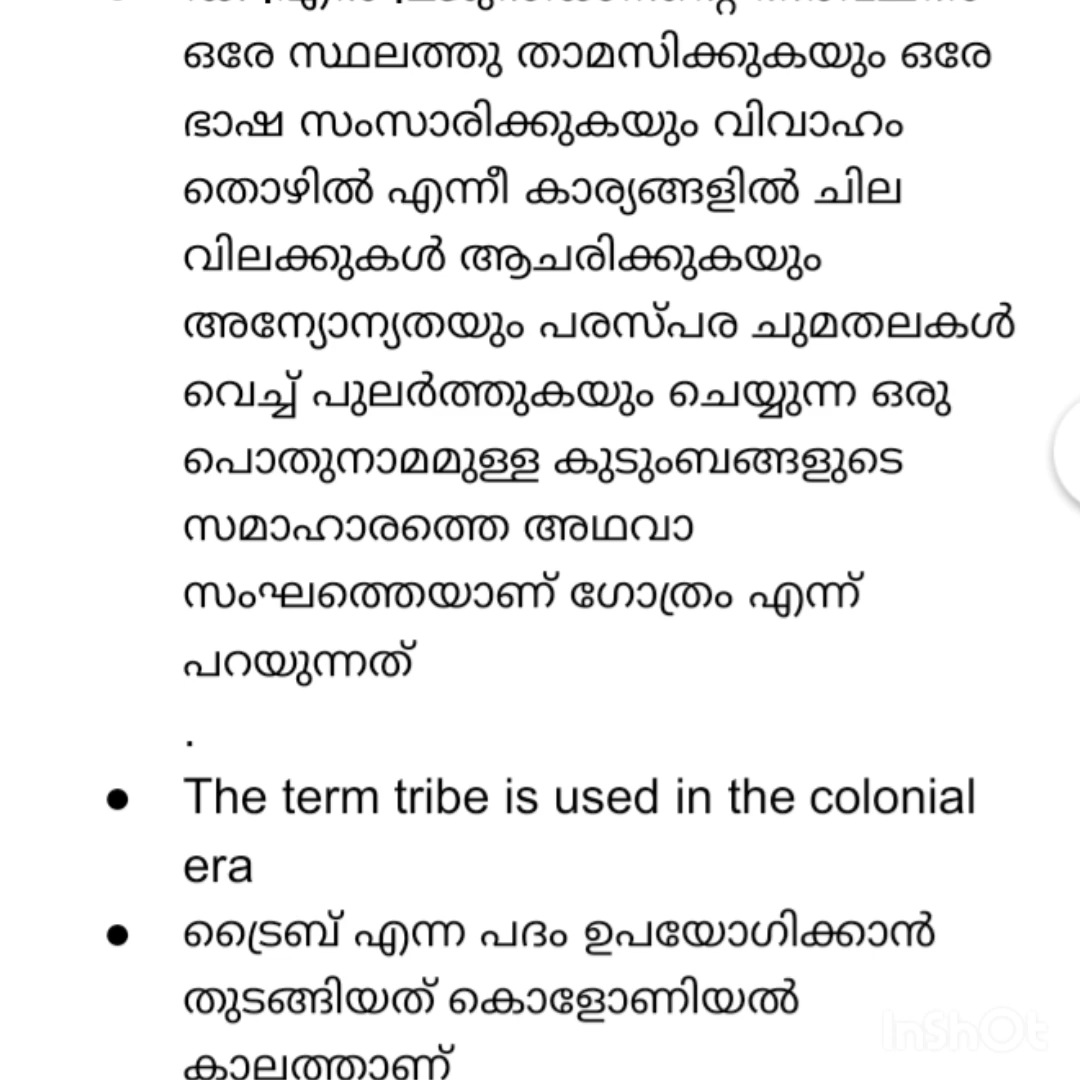 ഒരേ സ്ഥലത്തു താമസിക്കുകയും ഒരേ
ഭാഷ സംസാരിക്കുകയും വിവാഹം
തൊഴിൽ എന്നീ കാര്യങ്ങളിൽ ചില
വിലക്കുകൾ ആചരിക്കുകയും
അന്യോന്യതയും പരസ്പര ചുമതലകൾ
വെച്ച് പുലർത്തുകയും ചെയ്യുന്ന ഒരു
പൊതുനാമമുള്ള കുടുംബങ്ങളുടെ
സമാഹാരത്തെ അഥവാ
സംഘത്തെയാണ് ഗോത്രം എന്ന്
പറയുന്നത്
.
● The term tribe is used in the colonial
era
● ട്രൈബ് എന്ന പദം ഉപയോഗിക്കാൻ
തുടങ്ങിയത് കൊളോണിയൽ
കാലത്താണ്
InShOt